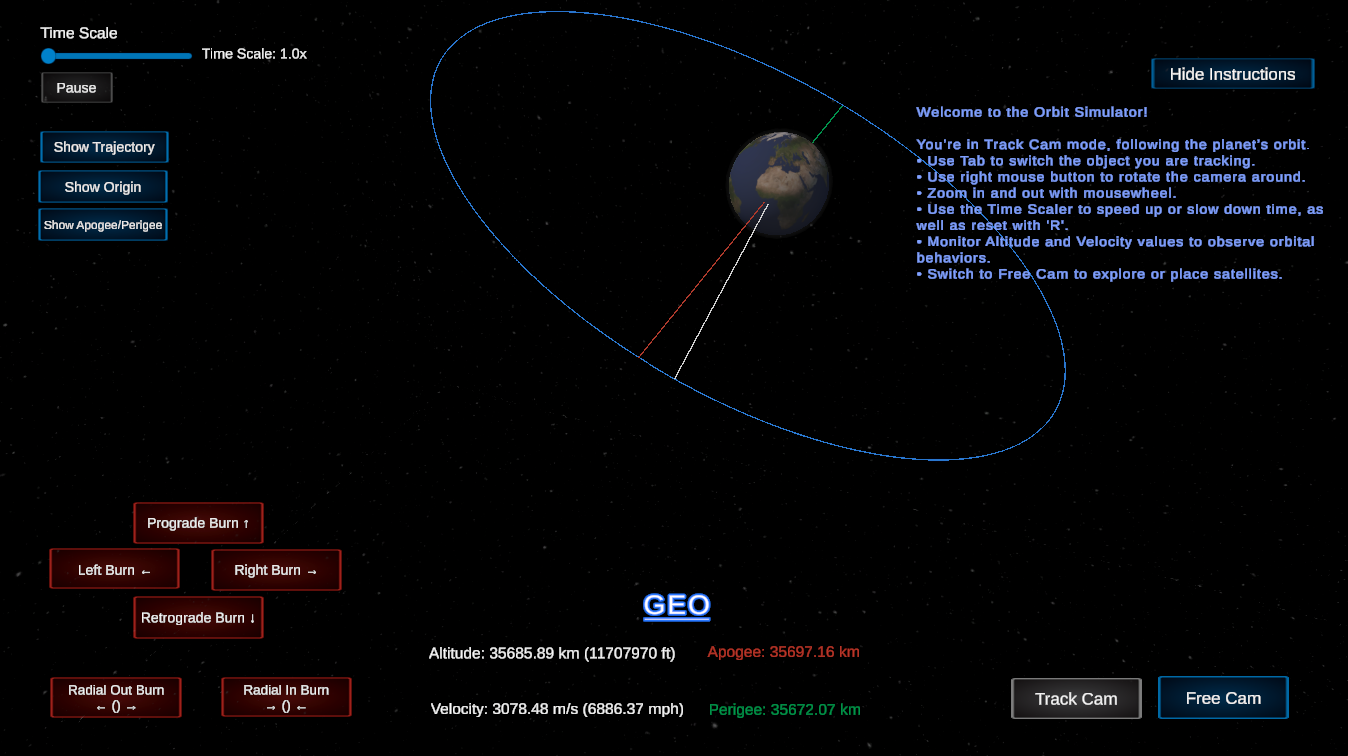 Time Scale
Time Scale: 1.0x
Pause
Show Trajectory
Show Origin
Show Apogee/Perigee
Hide Instructions
Welcome to the Orbit Simulator!
You're in Track Cam mode, following the planet's orbit.
• Use Tab to switch the object you are tracking.
• Use right mouse button to rotate the camera around.
• Zoom in and out with mousewheel.
• Use the Time Scaler to speed up or slow down time, as
well as reset with 'R'.
• Monitor Altitude and Velocity values to observe orbital
behaviors.
• Switch to Free Cam to explore or place satellites.
Prograde Burn ↑
Left Burn ←
Right Burn →
Retrograde Burn ↓
Radial Out Burn
← () →
Radial In Burn
→ () ←
GEO
Altitude: 35685.89 km (11707970 ft)
Apogee: 35697.16 km
Velocity: 3078.48 m/s (6886.37 mph)
Perigee: 35672.07 km
Track Cam
Free Cam